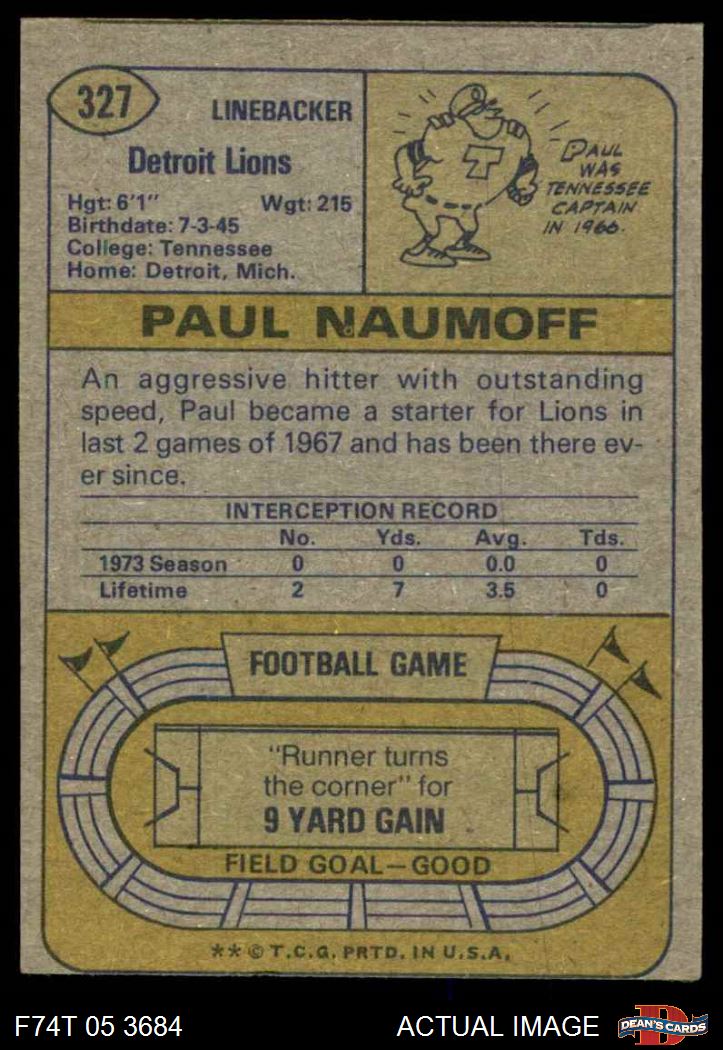 327
LINEBACKER
Detroit Lions
Hgt: 6'1" Wgt: 215
Birthdate: 7-3-45
College: Tennessee
Home: Detroit, Mich.
T
PAUL
WAS
TENNESSEE
CAPTAIN
IN 1966.
PAUL NAUMOFF
An aggressive hitter with outstanding
speed, Paul became a starter for Lions in
last 2 games of 1967 and has been there ev-
er since.
INTERCEPTION RECORD
No. Yds. Avg. Tds.
1973 Season 0 0 0.0 0
Lifetime 2 7 3.5 0
FOOTBALL GAME
"Runner turns
the corner" for
9 YARD GAIN
FIELD GOAL—GOOD
** © T.C.G. PRTD. IN U.S.A.
F74T 05 3684 ACTUAL IMAGE
D
DEAN'S CARDS